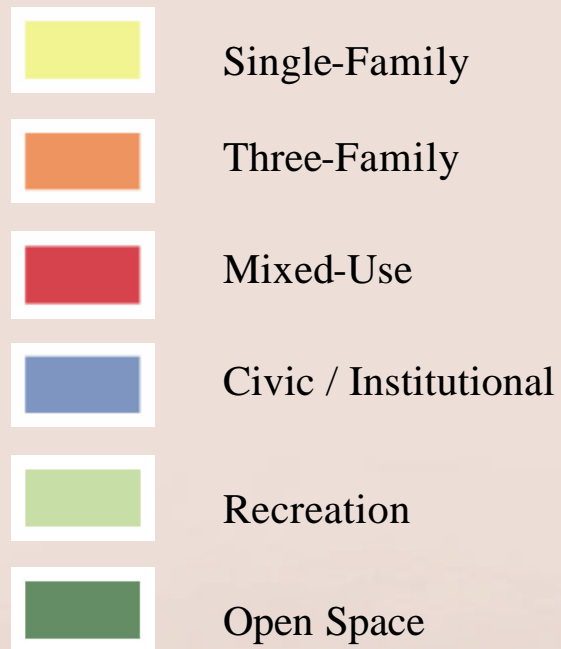 Single-Family
Three-Family
Mixed-Use
Civic / Institutional
Recreation
Open Space